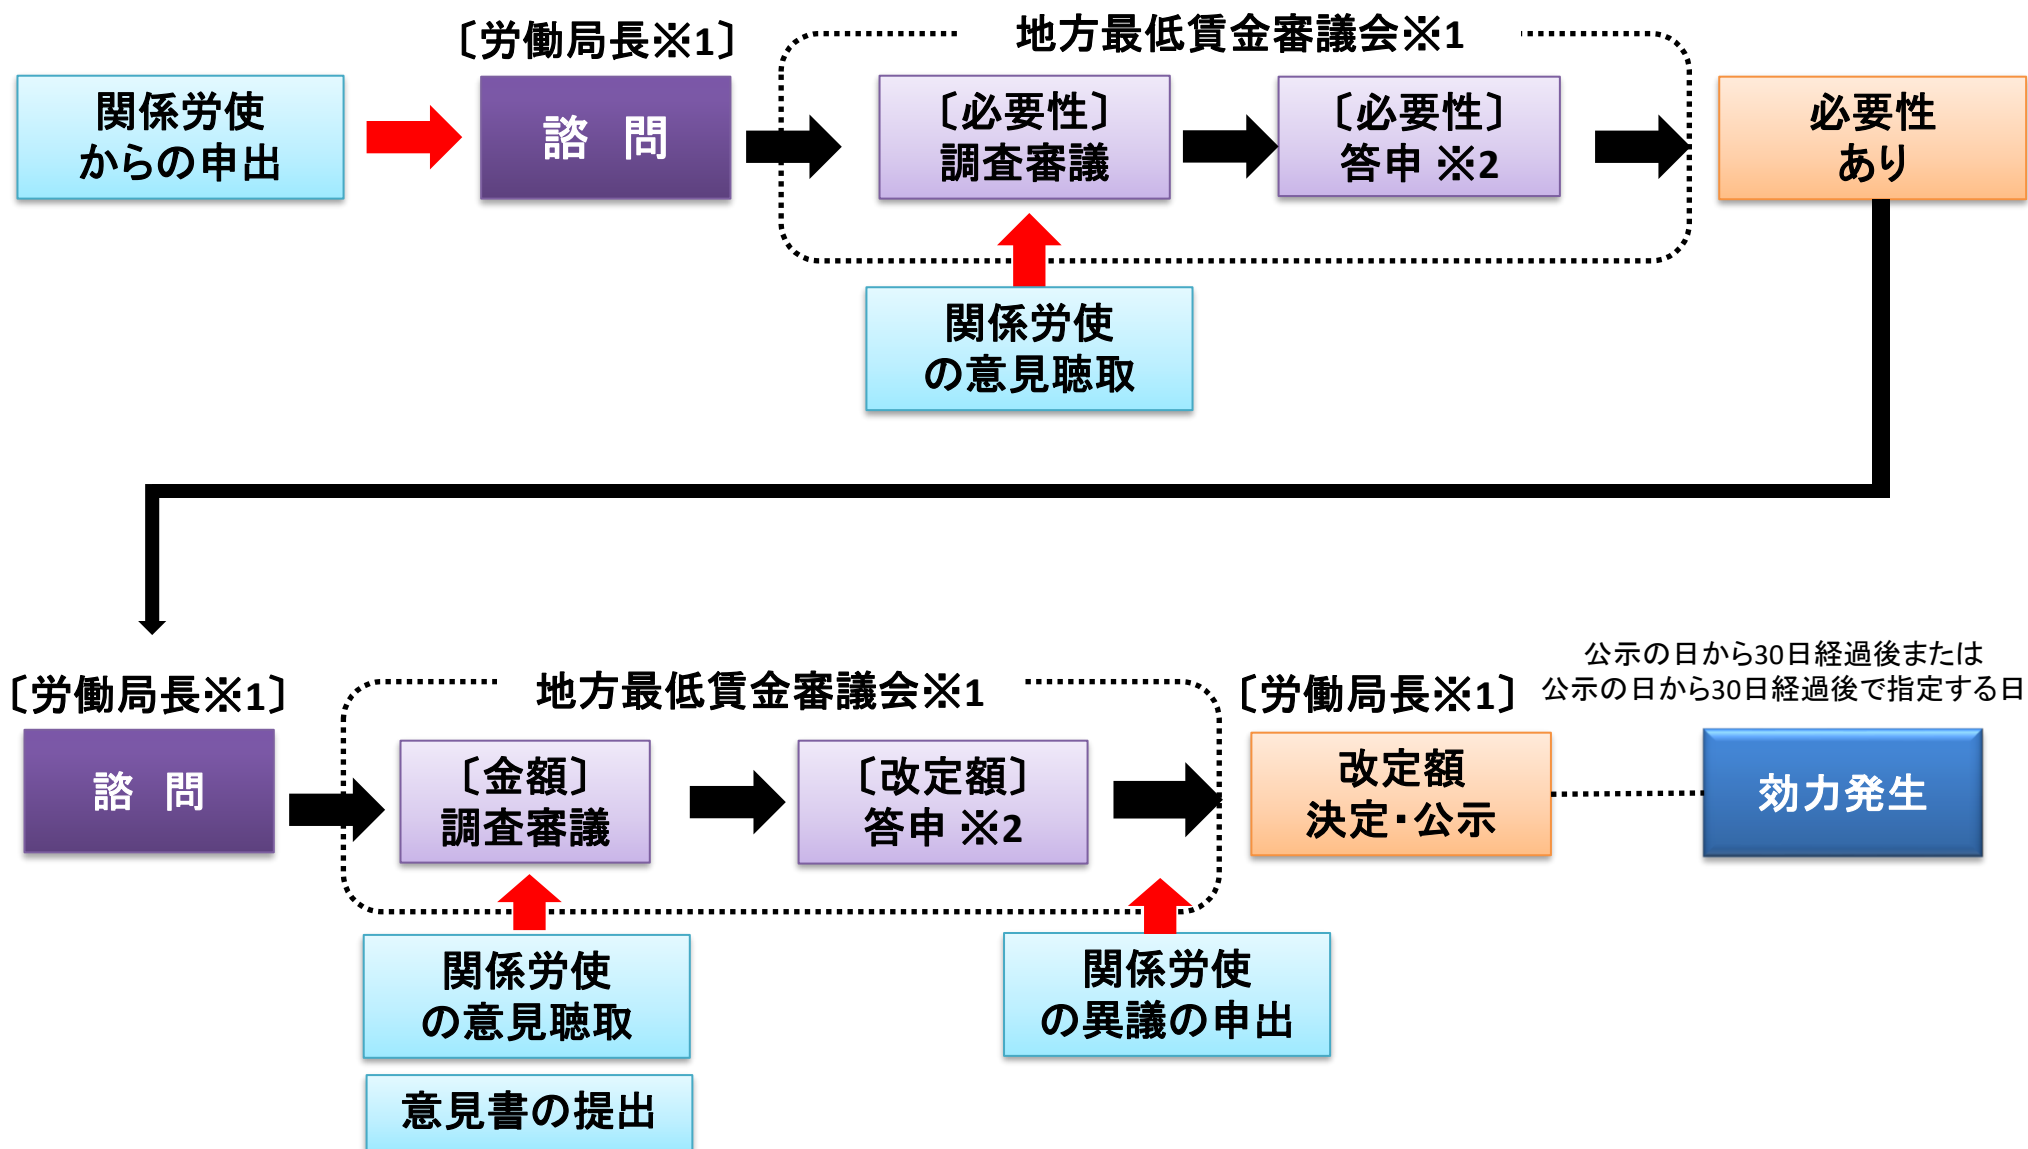 〔労働局長※1〕
地方最低賃金審議会※1
関係労使
からの申出
諮 問
〔必要性〕
調査審議
〔必要性〕
答申 ※2
必要性
あり
関係労使
の意見聴取
公示の日から30日経過後または
公示の日から30日経過後で指定する日
〔労働局長※1〕
地方最低賃金審議会※1
〔労働局長※1〕
諮 問
〔金額〕
調査審議
〔改定額〕
答申 ※2
改定額
決定・公示
効力発生
関係労使
の意見聴取
関係労使
の異議の申出
意見書の提出